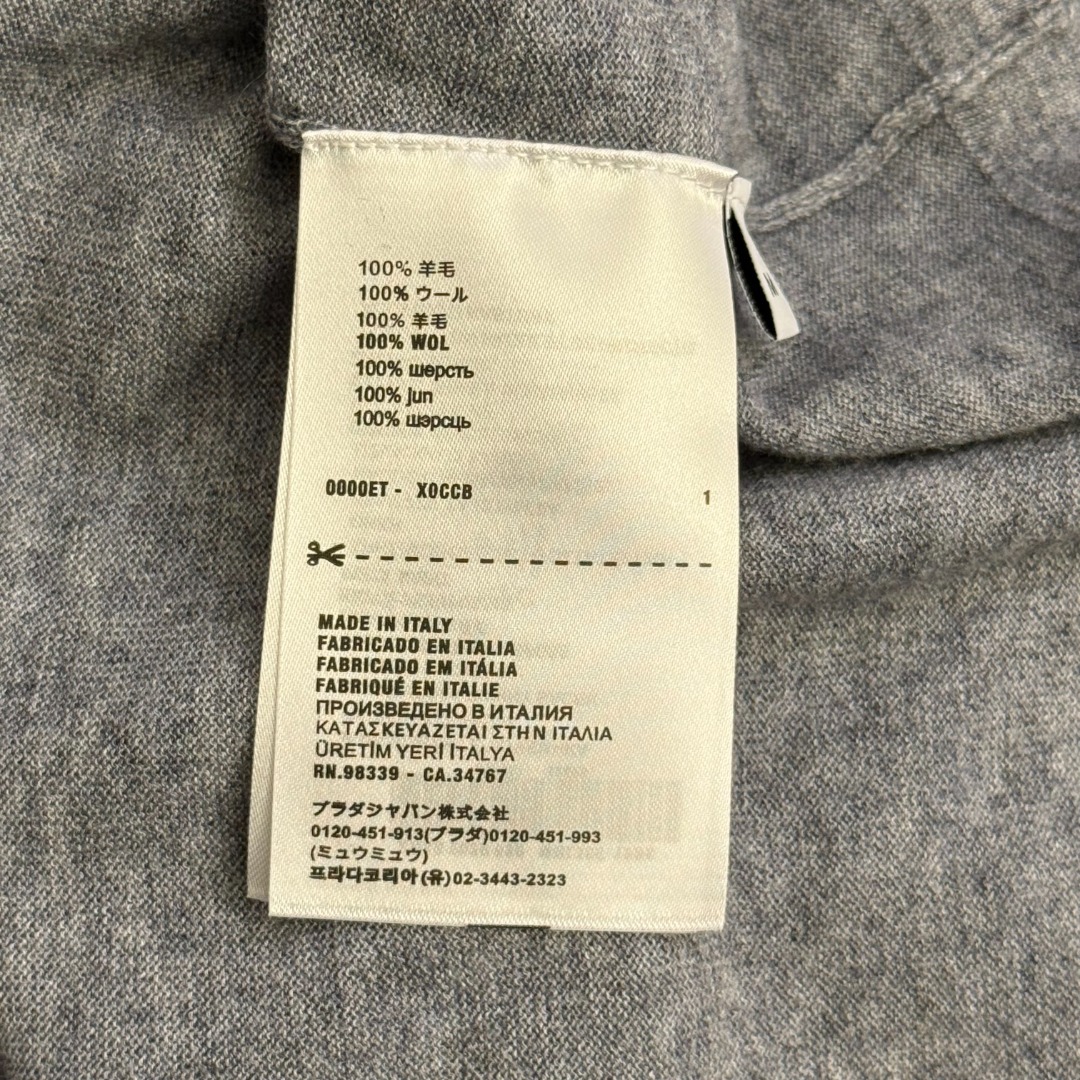 100% 羊毛
100% ウール
100% 羊毛
100% WOL
100% шерсть
100% jun
100% шэрсць
0000ET - X0CCB 1
MADE IN ITALY
FABRICADO EN ITALIA
FABRICADO EM ITÁLIA
FABRIQUÉ EN ITALIE
ПРОИЗВЕДЕНО В ИТАЛИЯ
ΚΑΤΑΣΚΕΥΑΖΕΤΑΙ ΣΤΗΝ ΙΤΑΛΙΑ
ÜRETİM YERİ İTALYA
RN.98339 - CA.34767
プラダジャパン株式会社
0120-451-913(プラダ)0120-451-993
(ミュウミュウ)
프라다코리아(유)02-3443-2323